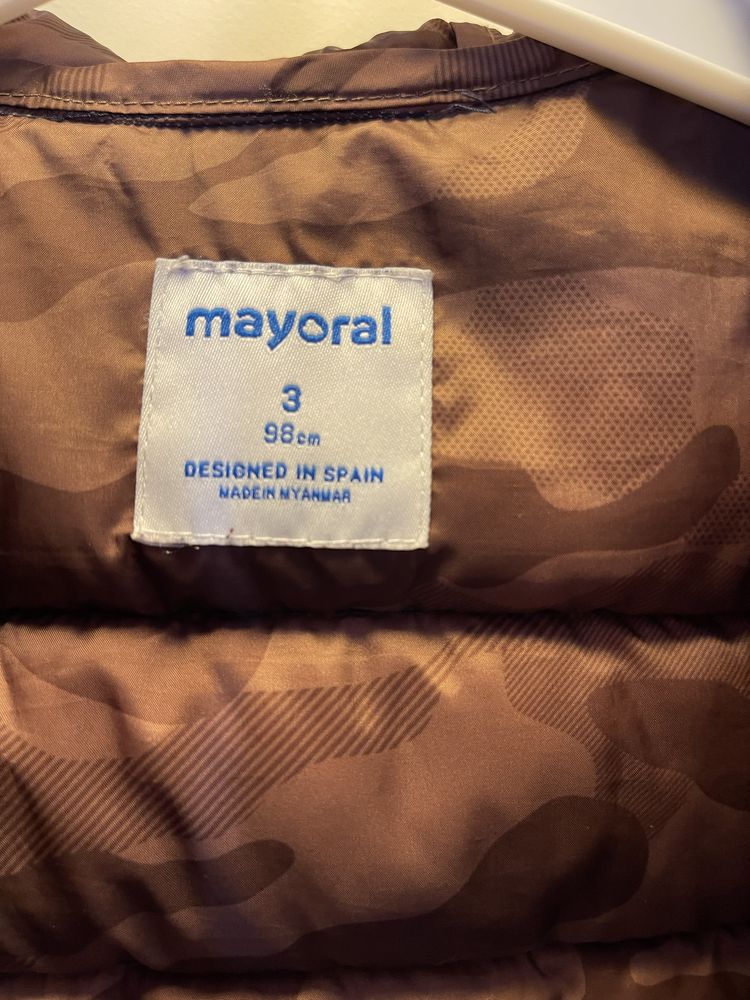 mayoral
3
98cm
DESIGNED IN SPAIN
MADE IN MYANMAR